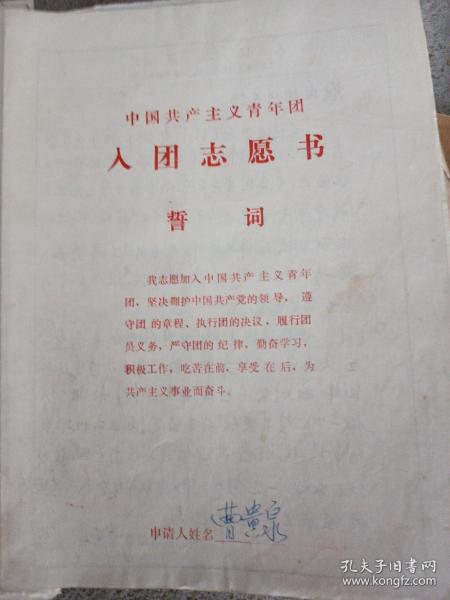 中国共产主义青年团
入团志愿书
誓词
我志愿加入中国共产主义青年
团，坚决拥护中国共产党的领导，遵
守团的章程、执行团的决议，履行团
员义务，严守团的纪律，勤奋学习，
积极工作，吃苦在前，享受在后，为
共产主义事业而奋斗。
申请人姓名 曹贵泉
孔夫子旧书网
www.kongfz.com